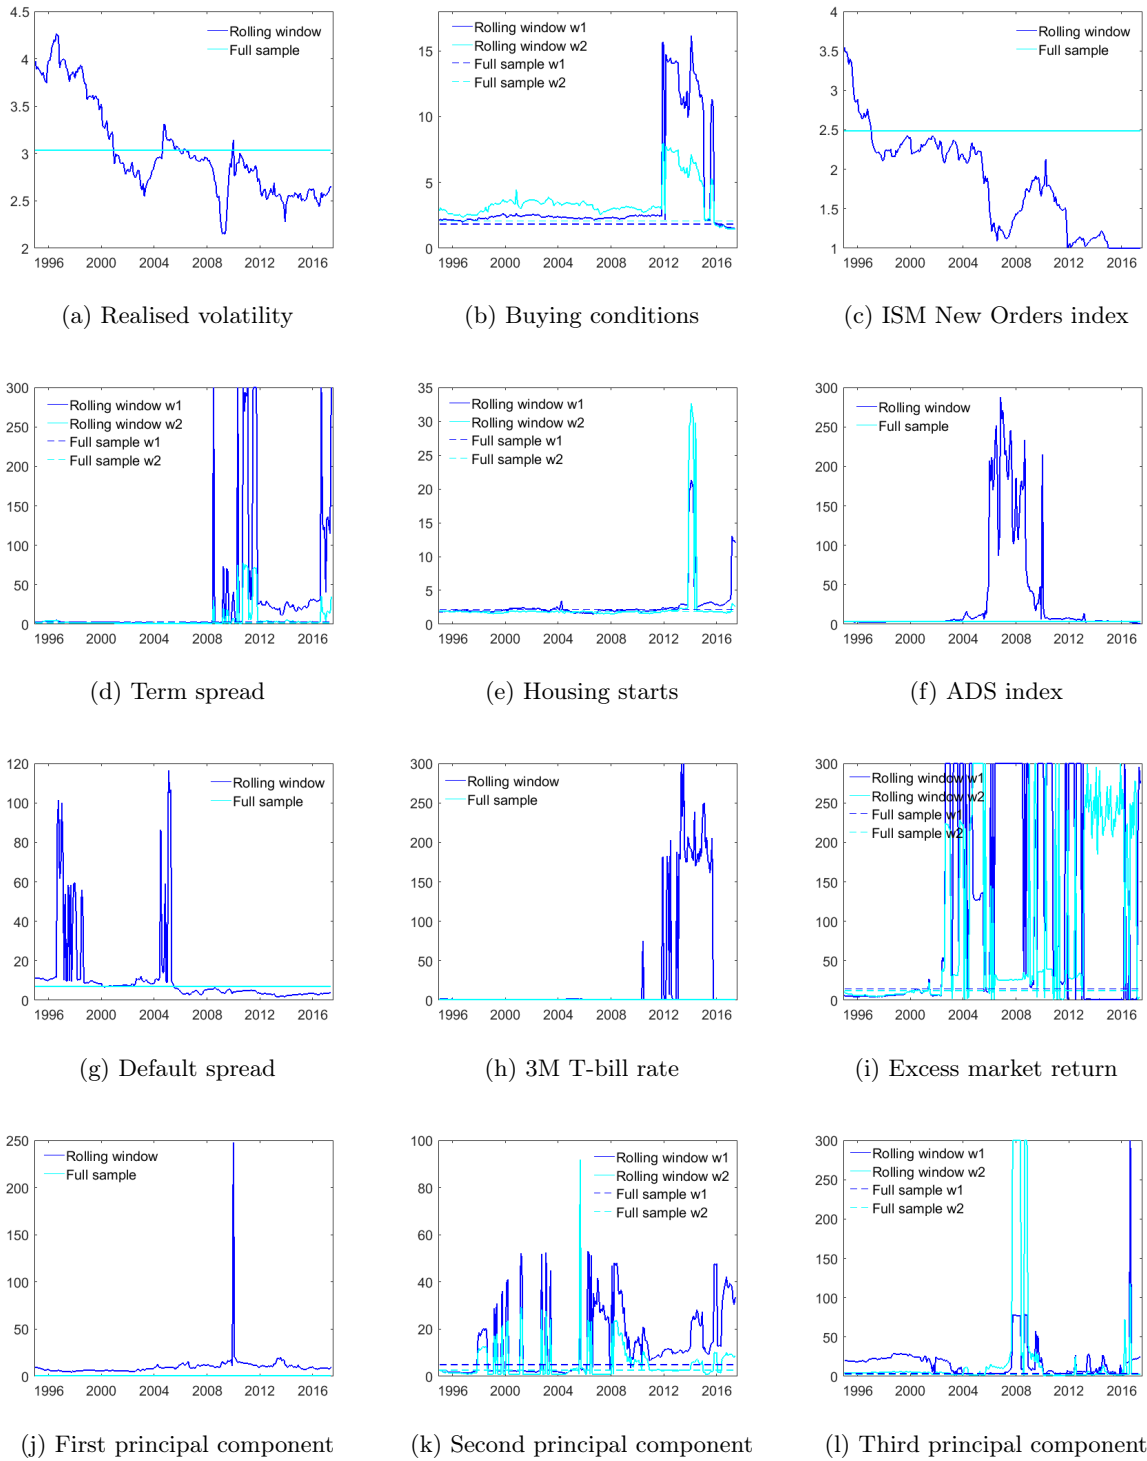 4.5
4
3.5
3
2.5
2
1996 2000 2004 2008 2012 2016
Rolling window
Full sample
(a) Realised volatility
15
10
5
0
1996 2000 2004 2008 2012 2016
Rolling window w1
Rolling window w2
Full sample w1
Full sample w2
(b) Buying conditions
4
3.5
3
2.5
2
1.5
1
1996 2000 2004 2008 2012 2016
Rolling window
Full sample
(c) ISM New Orders index
300
250
200
150
100
50
0
1996 2000 2004 2008 2012 2016
Rolling window w1
Rolling window w2
Full sample w1
Full sample w2
(d) Term spread
35
30
25
20
15
10
5
0
1996 2000 2004 2008 2012 2016
Rolling window w1
Rolling window w2
Full sample w1
Full sample w2
(e) Housing starts
300
250
200
150
100
50
0
1996 2000 2004 2008 2012 2016
Rolling window
Full sample
(f) ADS index
120
100
80
60
40
20
0
1996 2000 2004 2008 2012 2016
Rolling window
Full sample
(g) Default spread
300
250
200
150
100
50
0
1996 2000 2004 2008 2012 2016
Rolling window
Full sample
(h) 3M T-bill rate
300
250
200
150
100
50
0
1996 2000 2004 2008 2012 2016
Rolling window w1
Rolling window w2
Full sample w1
Full sample w2
(i) Excess market return
250
200
150
100
50
0
1996 2000 2004 2008 2012 2016
Rolling window
Full sample
(j) First principal component
100
80
60
40
20
0
1996 2000 2004 2008 2012 2016
Rolling window w1
Rolling window w2
Full sample w1
Full sample w2
(k) Second principal component
300
250
200
150
100
50
0
1996 2000 2004 2008 2012 2016
Rolling window w1
Rolling window w2
Full sample w1
Full sample w2
(l) Third principal component